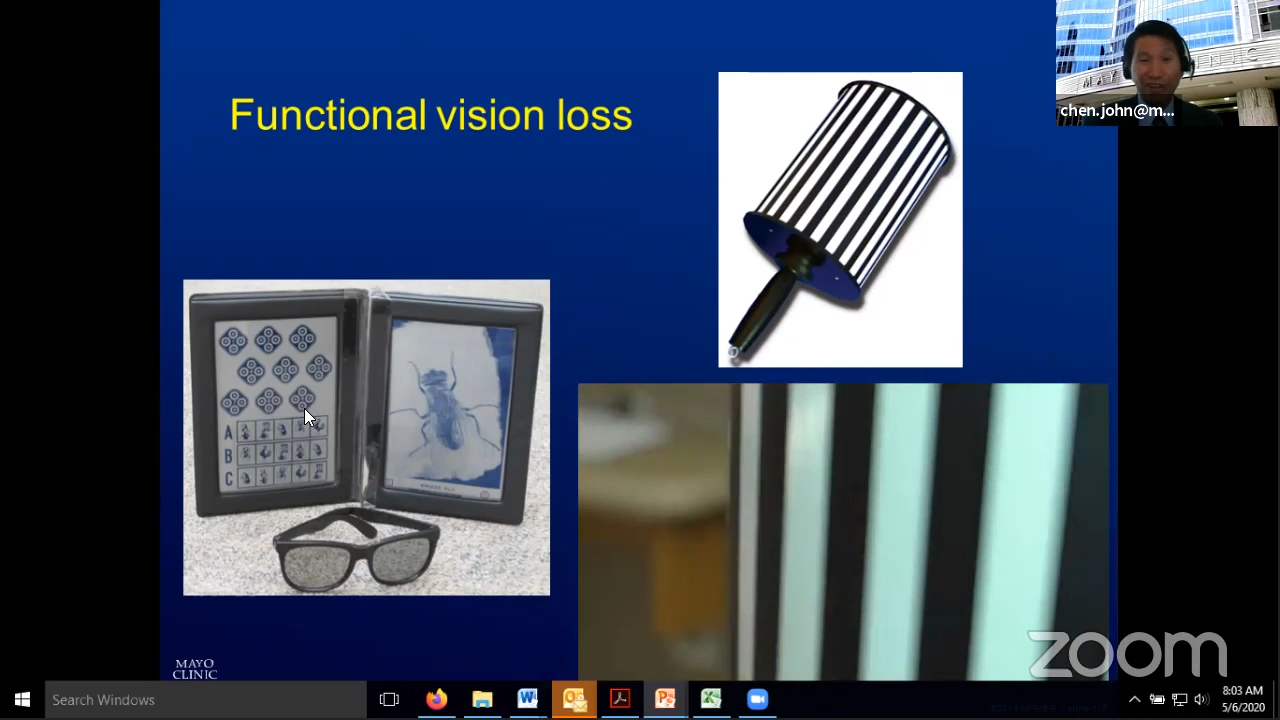 Functional vision loss
chen.john@m...
A
B
C
MAYO
CLINIC
zoom
Search Windows
8:03 AM
5/6/2020